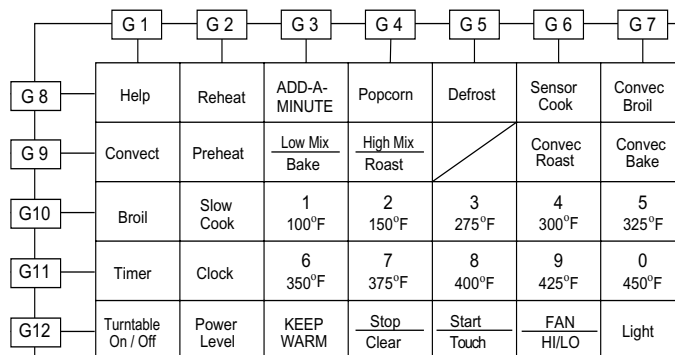 G 1 G 2 G 3 G 4 G 5 G 6 G 7
G 8 Help Reheat ADD-A-MINUTE Popcorn Defrost Sensor Cook Convec Broil
G 9 Convect Preheat Low Mix Bake High Mix Roast Convec Roast Convec Bake
G10 Broil Slow Cook 1 100°F 2 150°F 3 275°F 4 300°F 5 325°F
G11 Timer Clock 6 350°F 7 375°F 8 400°F 9 425°F 0 450°F
G12 Turntable On / Off Power Level KEEP WARM Stop Clear Start Touch FAN HI/LO Light